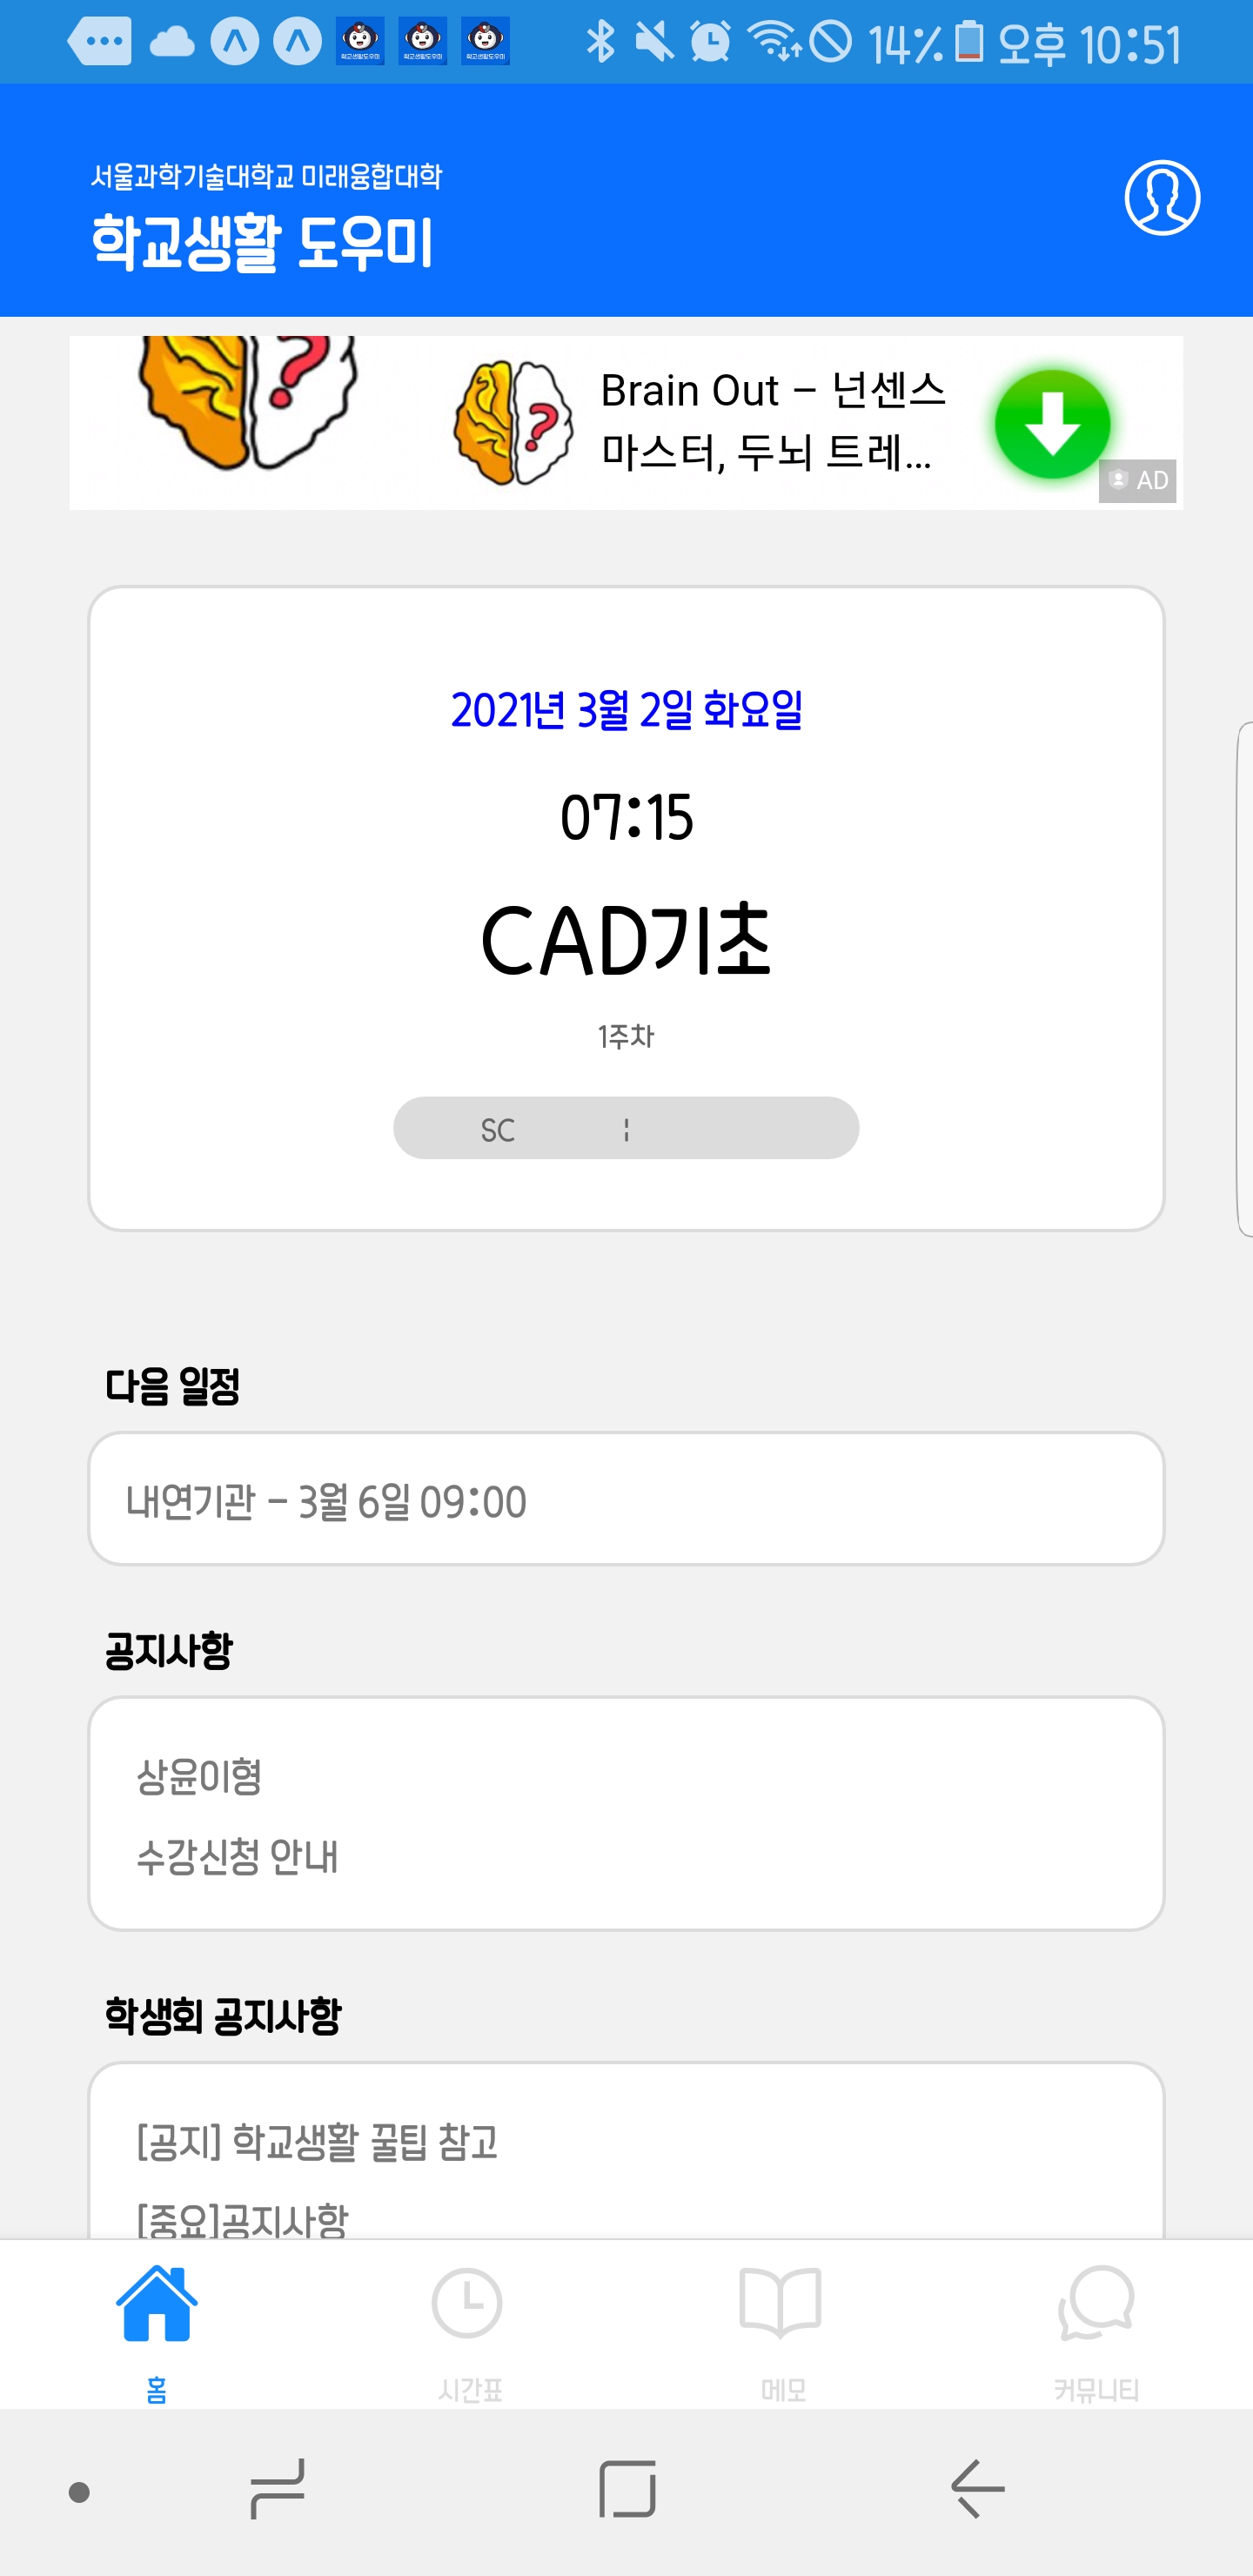 14% 오후 10:51
서울과학기술대학교 미래융합대학
학교생활 도우미
Brain Out – 넌센스
마스터, 두뇌 트레...
AD
2021년 3월 2일 화요일
07:15
CAD기초
1주차
SC ¦
다음 일정
내연기관 - 3월 6일 09:00
공지사항
상윤이형
수강신청 안내
학생회 공지사항
[공지] 학교생활 꿀팁 참고
[중요]공지사항
홈 시간표 메모 커뮤니티